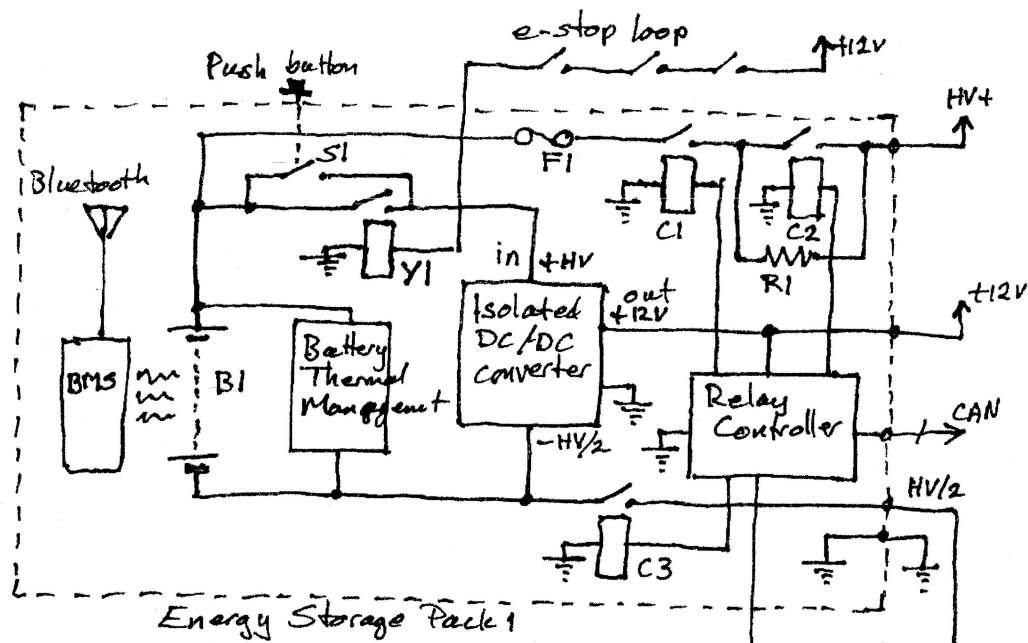 e-stop loop
+12V
Push button
HV+
S1
F1
Bluetooth
C1
C2
Y1
in
+HV
R1
Isolated
DC/DC
converter
out
+12V
+12V
Battery
Thermal
Management
BMS
B1
Relay
Controller
CAN
-HV/2
HV/2
C3
Energy Storage Pack 1